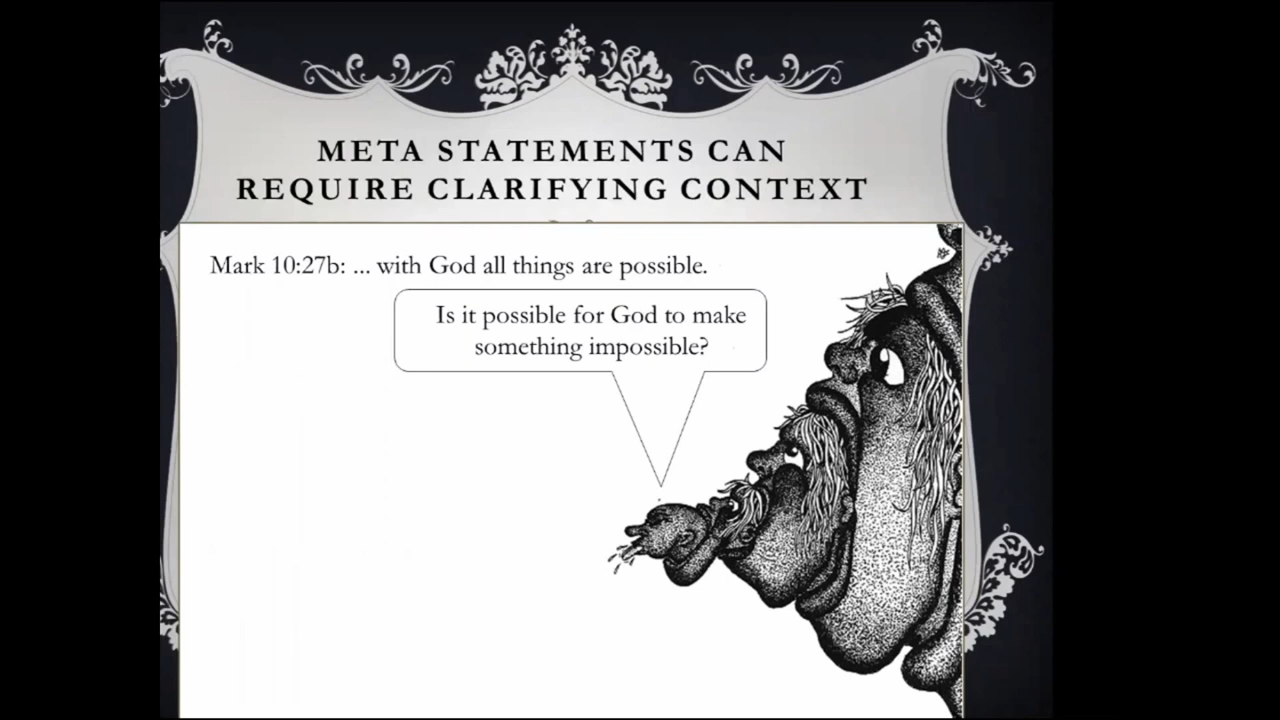 META STATEMENTS CAN
REQUIRE CLARIFYING CONTEXT
Mark 10:27b: ... with God all things are possible.
Is it possible for God to make
something impossible?